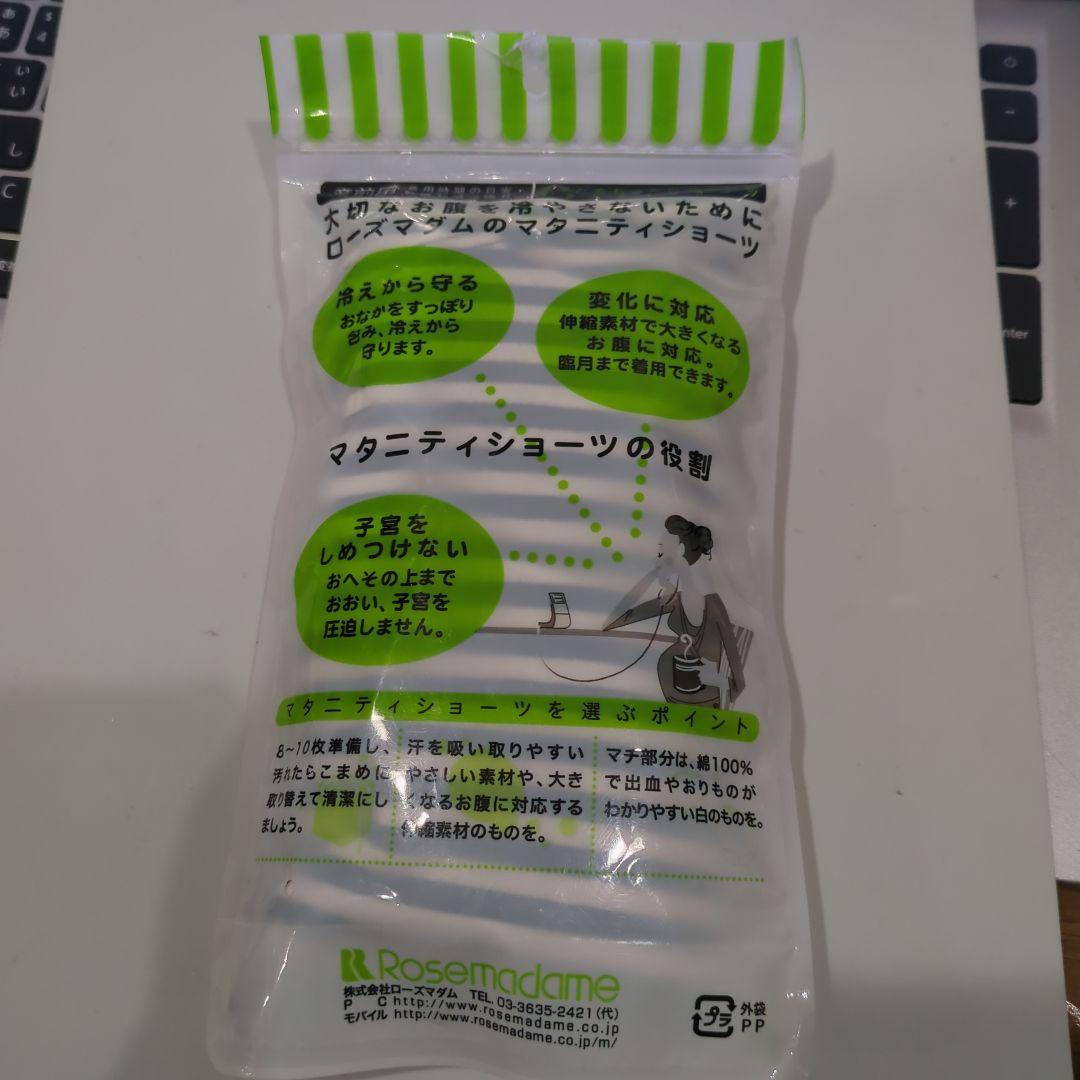 大切なお腹を冷やさないために
ローズマダムのマタニティショーツ
冷えから守る
おなかをすっぽり
包み、冷えから
守ります。
変化に対応
伸縮素材で大きくなる
お腹に対応。
臨月まで着用できます。
マタニティショーツの役割
子宮を
しめつけない
おへその上まで
おおい、子宮を
圧迫しません。
マタニティショーツを選ぶポイント
8～10枚準備し、
汚れたらこまめに
取り替えて清潔にし
ましょう。
汗を吸い取りやすい
やさしい素材や、大き
くなるお腹に対応する
伸縮素材のものを。
マチ部分は、綿100%
で出血やおりものが
わかりやすい白のものを。
Rosemadame
株式会社ローズマダム TEL. 03-3635-2421(代)
P C http://www.rosemadame.co.jp
モバイル http://www.rosemadame.co.jp/m/
プラ
外袋
PP
$
4
あ
あ
い
い
し
C
変換
-
+
nter